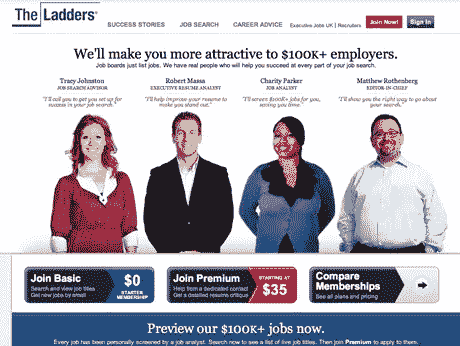 The Ladders
SUCCESS STORIES JOB SEARCH CAREER ADVICE Executive Jobs UK | Recruiters Join Now! Sign In
We'll make you more attractive to $100K+ employers.
Job boards just list jobs. We have real people who will help you succeed at every part of your job search.
Tracy Johnston
JOB SEARCH ADVISOR
"I'll call you to get you set up for
success in your job search."
Robert Massa
EXECUTIVE RESUME ANALYST
"I'll help improve your resume to
make you stand out."
Charity Parker
JOB ANALYST
"I'll screen $100K+ jobs for you,
saving you time."
Matthew Rothenberg
EDITOR-IN-CHIEF
"I'll show you the right way to go about
your search."
Join Basic
Search and view job titles
Get new jobs by email
$0
STARTER
MEMBERSHIP
Join Premium
Help from a dedicated contact
Get a detailed resume critique
STARTING AT
$35
Compare
Memberships
See all plans and pricing
Preview our $100K+ jobs now.
Every job has been personally screened by a job analyst. Search now to see a list of live job titles. Then join Premium to apply to them.